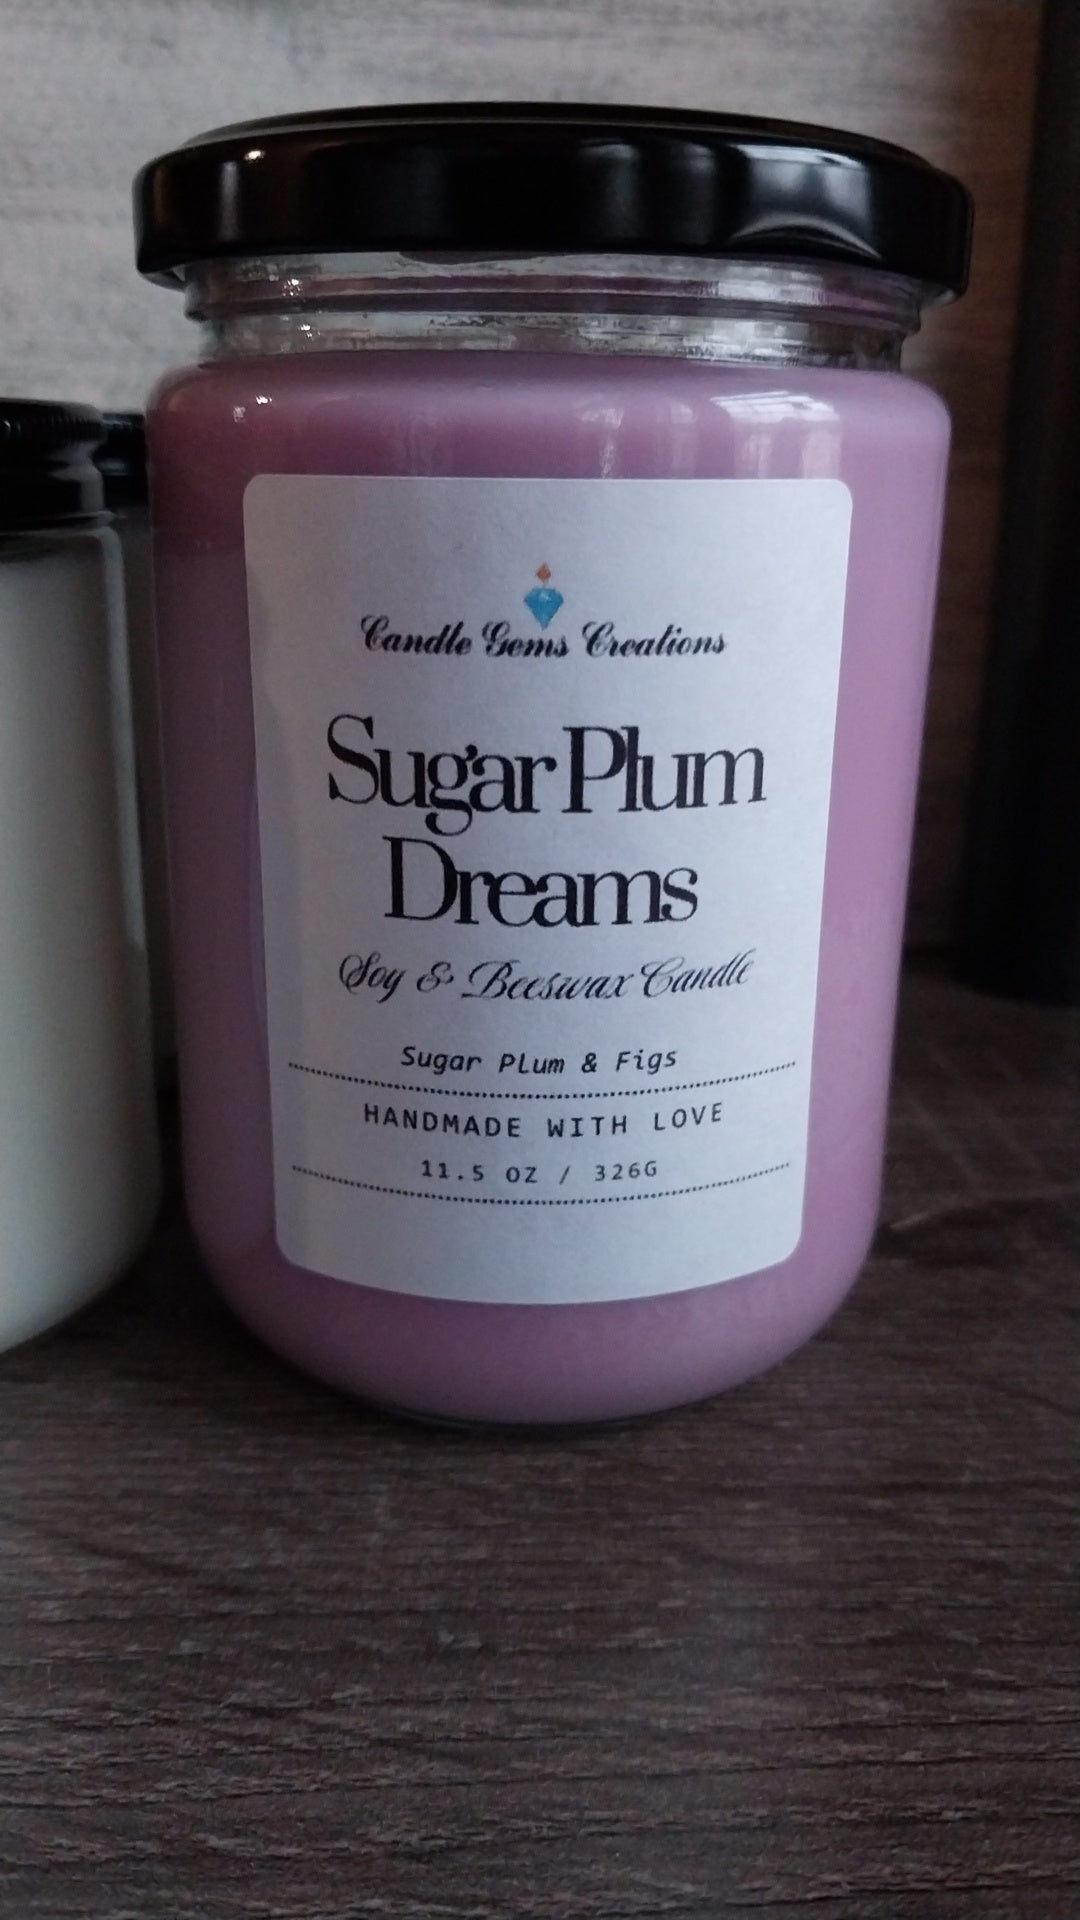 Candle Gems Creations
Sugar Plum
Dreams
Soy & Beeswax Candle
Sugar Plum & Figs
HANDMADE WITH LOVE
11.5 OZ / 326G